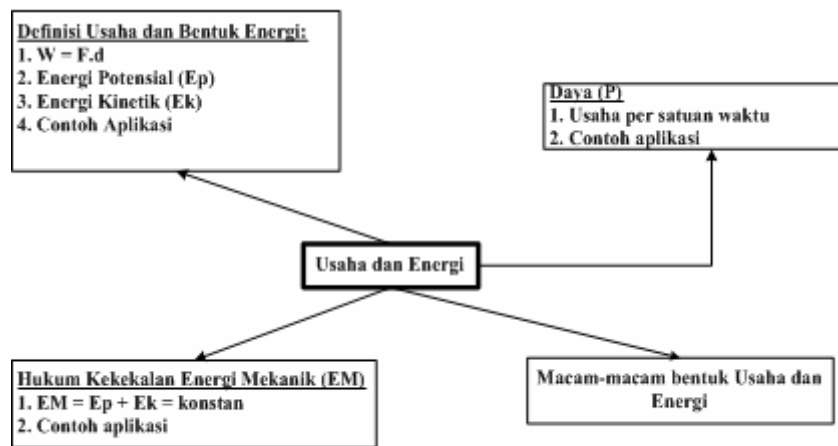 Definisi Usaha dan Bentuk Energi:
1. W = F.d
2. Energi Potensial (Ep)
3. Energi Kinetik (Ek)
4. Contoh Aplikasi
Daya (P)
1. Usaha per satuan waktu
2. Contoh aplikasi
Usaha dan Energi
Hukum Kekekalan Energi Mekanik (EM)
1. EM = Ep + Ek = konstan
2. Contoh aplikasi
Macam-macam bentuk Usaha dan
Energi